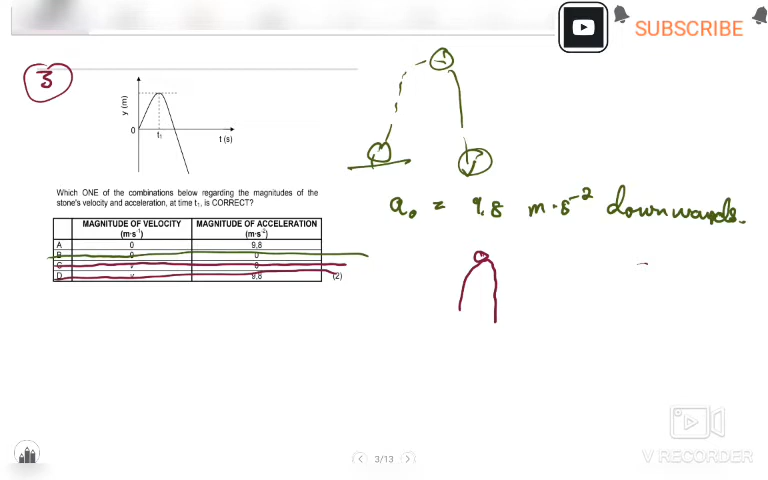 SUBSCRIBE
3
y (m)
0
t₁
t (s)
Which ONE of the combinations below regarding the magnitudes of the
stone's velocity and acceleration, at time t₁, is CORRECT?
MAGNITUDE OF VELOCITY (m·s⁻¹) MAGNITUDE OF ACCELERATION (m·s⁻²)
A 0 9,8
B 0 0
C v 0
D v 9,8
(2)
a₀ = 9.8 m·s⁻² downwards.
3/13
V RECORDER